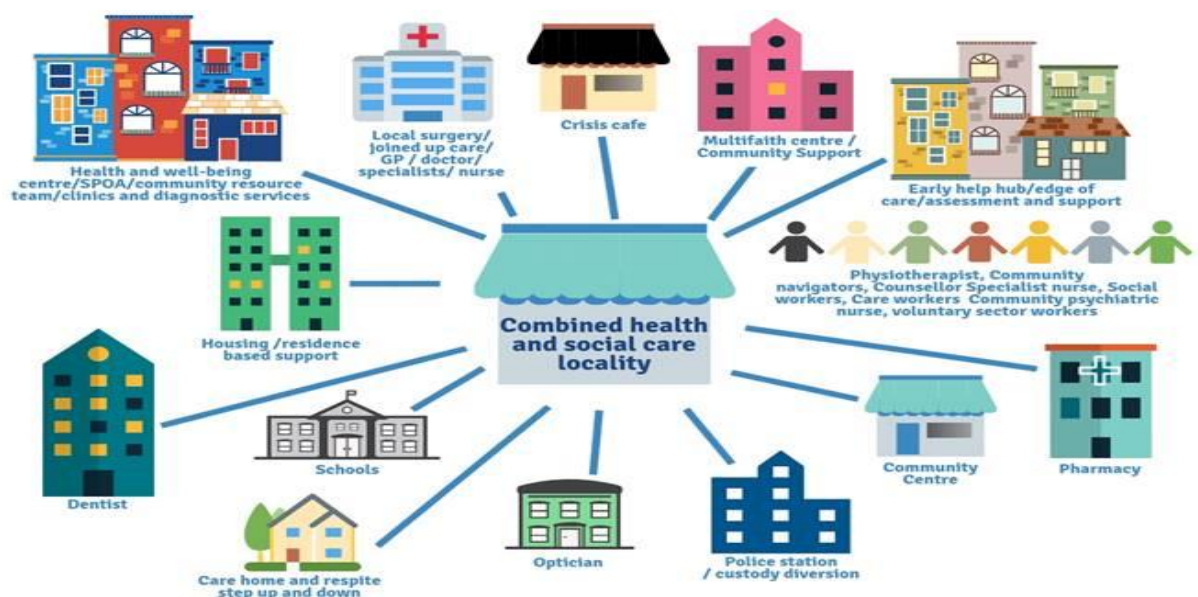 Health and well-being
centre/SPOA/community resource
team/clinics and diagnostic services
Local surgery/
joined up care/
GP / doctor/
specialists/ nurse
Crisis cafe
Multifaith centre /
Community Support
Early help hub/edge of
care/assessment and support
Physiotherapist, Community
navigators, Counsellor Specialist nurse, Social
workers, Care workers Community psychiatric
nurse, voluntary sector workers
Housing /residence
based support
Combined health
and social care
locality
Dentist
Schools
Community
Centre
Pharmacy
Care home and respite
step up and down
Optician
Police station
/ custody diversion